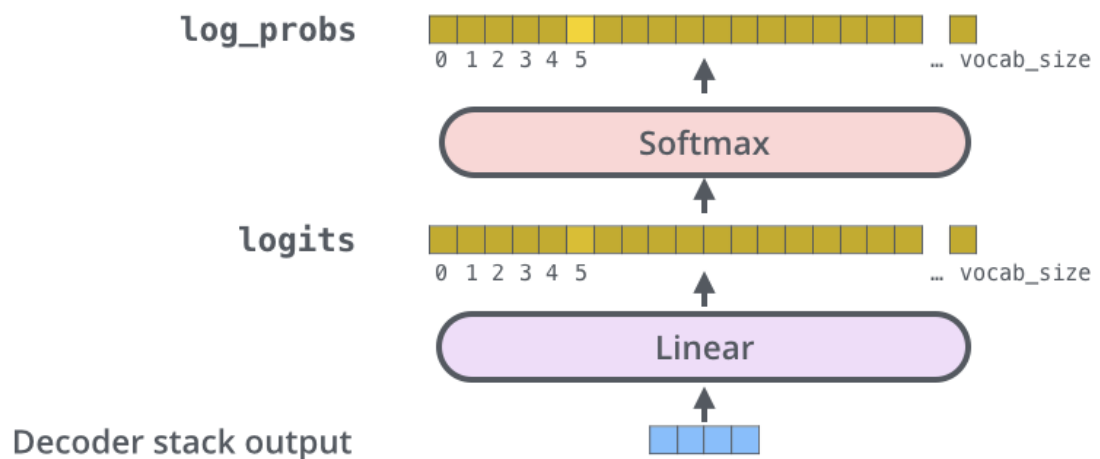 log_probs
0 1 2 3 4 5 … vocab_size
Softmax
logits
0 1 2 3 4 5 … vocab_size
Linear
Decoder stack output